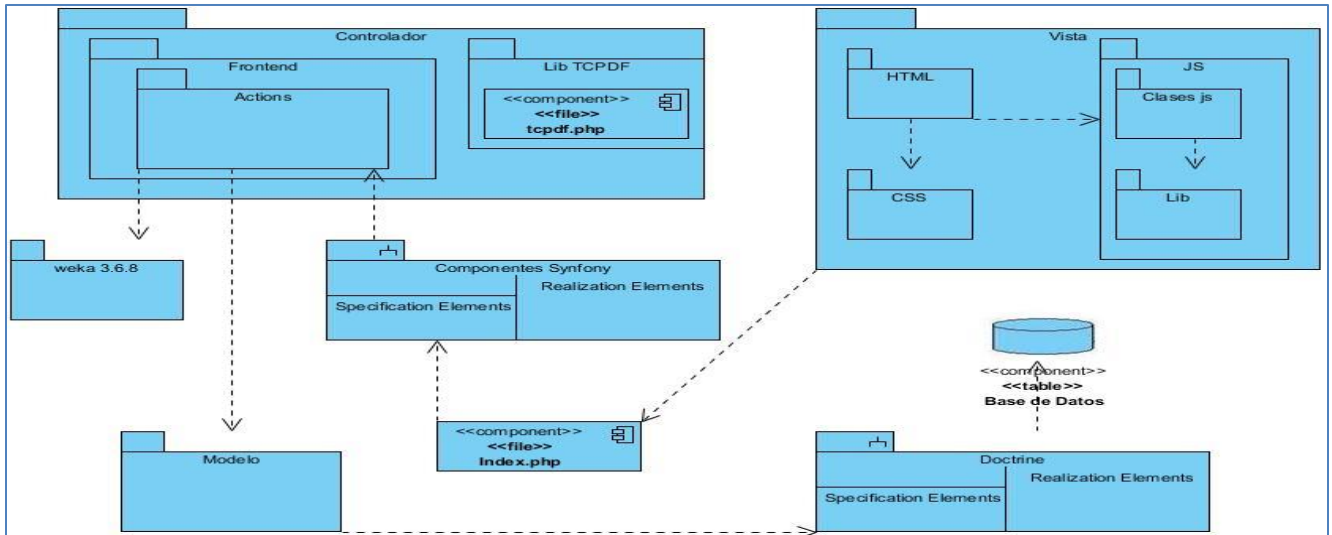 Controlador
Frontend
Actions
Lib TCPDF
<<component>>
<<file>>
tcpdf.php
Vista
HTML
JS
Clases js
CSS
Lib
weka 3.6.8
Componentes Synfony
Specification Elements
Realization Elements
<<component>>
<<table>>
Base de Datos
<<component>>
<<file>>
Index.php
Modelo
Doctrine
Specification Elements
Realization Elements